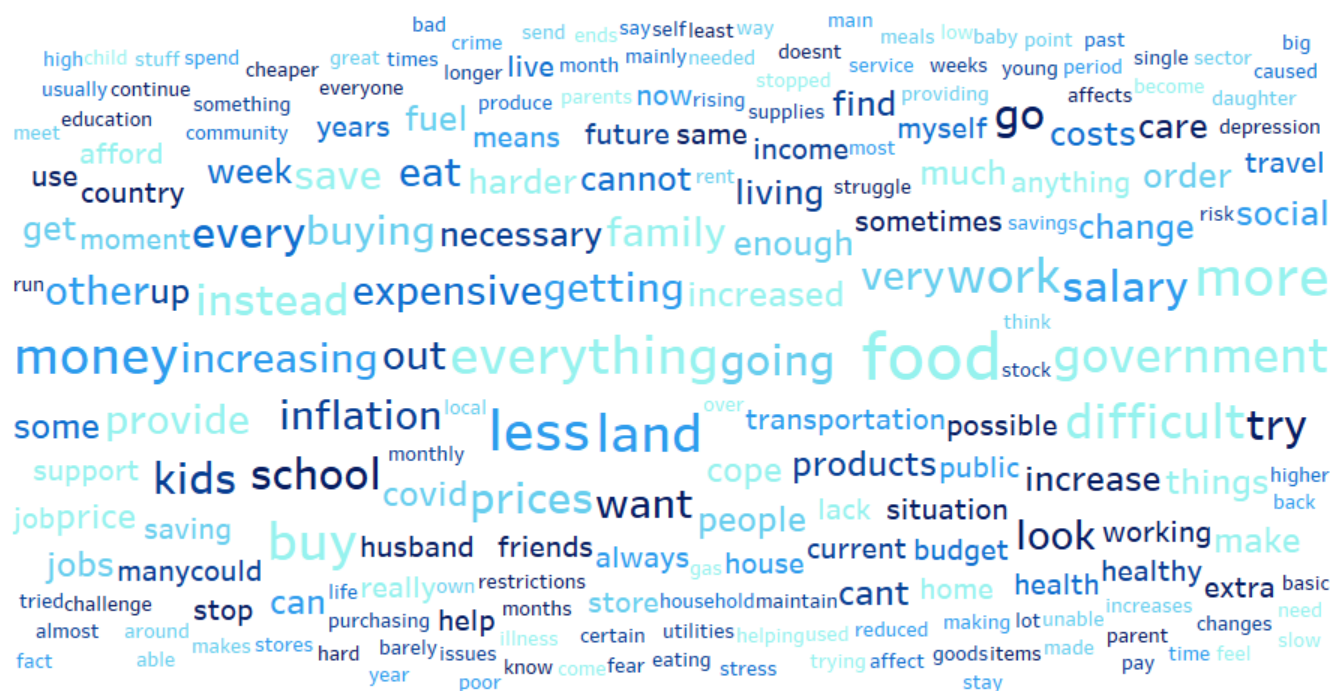 bad crime send ends say self least way main meals low baby point past big
high child stuff spend cheaper great times longer live month mainly needed doesnt service weeks young period single sector caused
usually continue something everyone produce parents now rising stopped supplies find providing affects become daughter
meet education community years fuel means future same income most myself go costs care depression
afford use country week save eat harder cannot rent living struggle much anything order travel
get moment every buying necessary family enough sometimes savings change risk social
run other up instead expensive getting increased very work salary more
money increasing out everything going food think stock government
some provide inflation local less land over transportation possible difficult try
support kids school monthly covid prices want cope products public increase things higher back
job price saving buy husband friends always people lack situation current budget look working make
jobs many could gas house health healthy extra basic
tried challenge stop can life really own restrictions months store household maintain cant home increases need
almost around makes stores purchasing help illness certain utilities helping used reduced making lot unable parent changes slow
fact able hard barely issues know come fear eating stress trying affect goods items made pay time feel
year poor stay